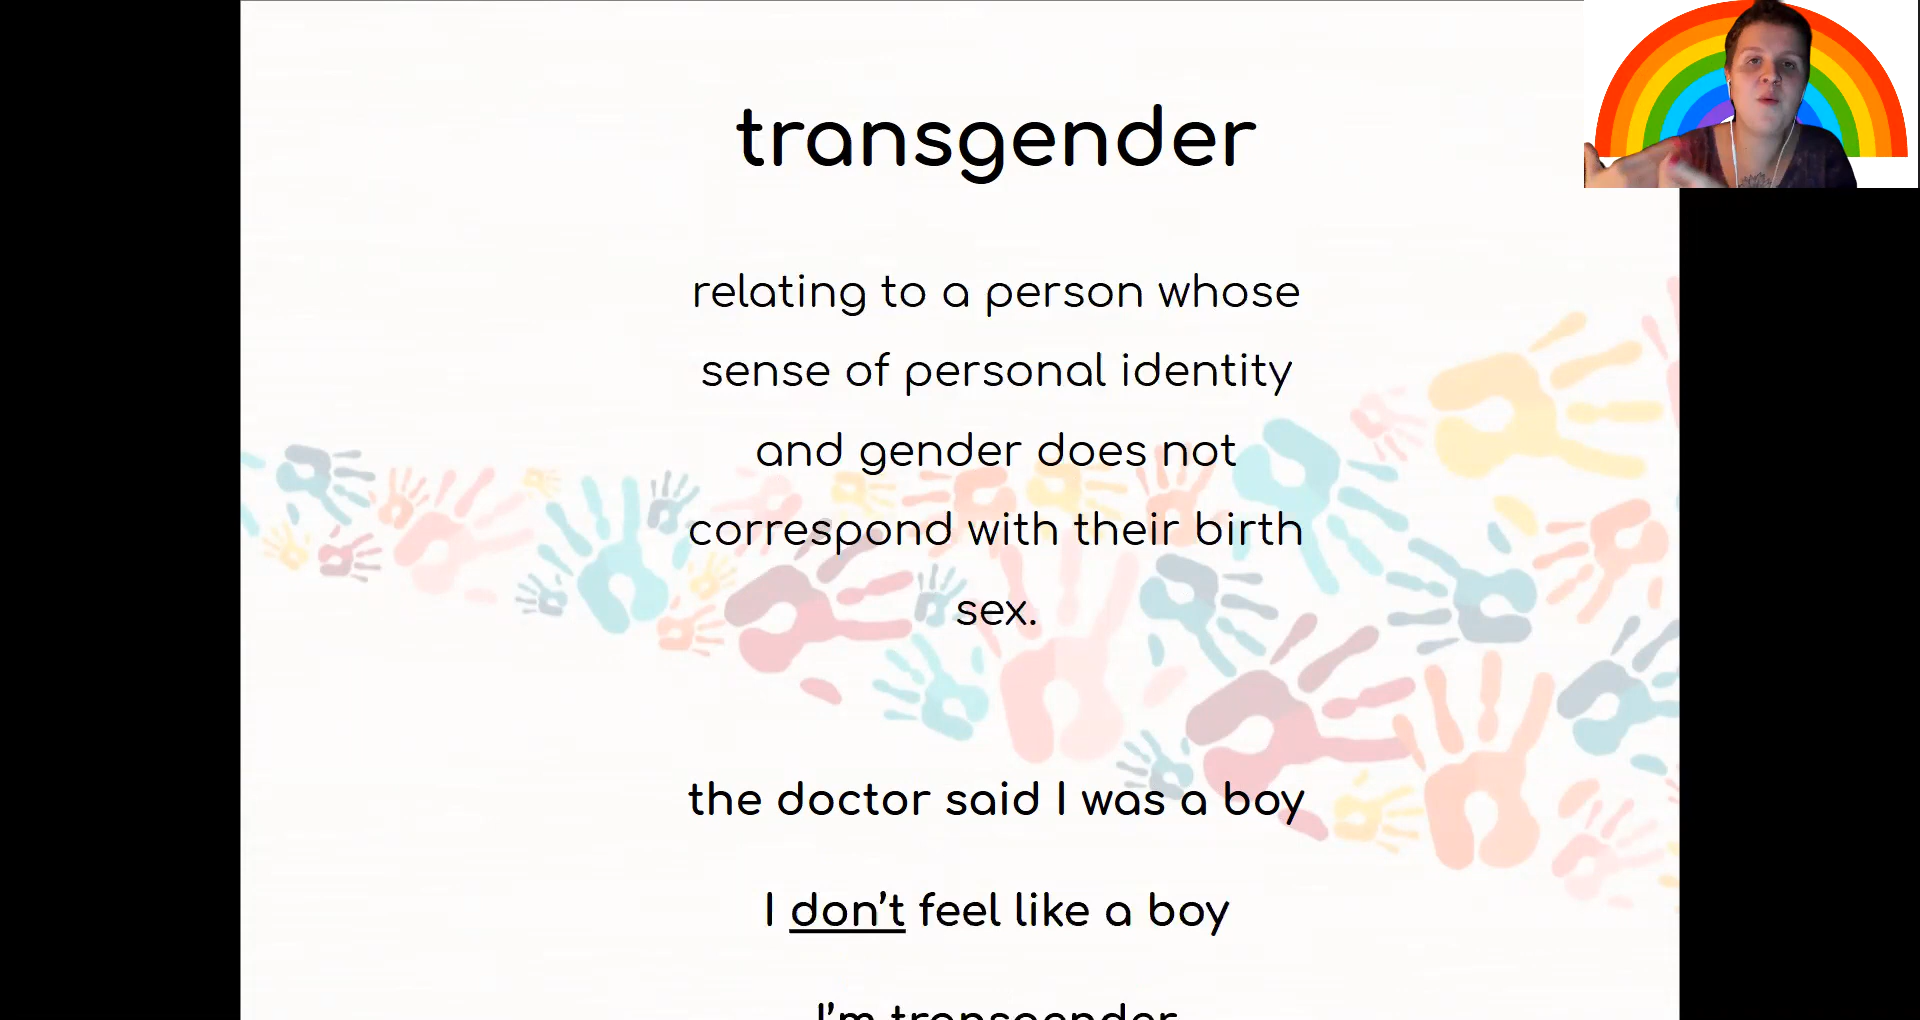 transgender
relating to a person whose
sense of personal identity
and gender does not
correspond with their birth
sex.
the doctor said I was a boy
I don't feel like a boy
I'm transgender